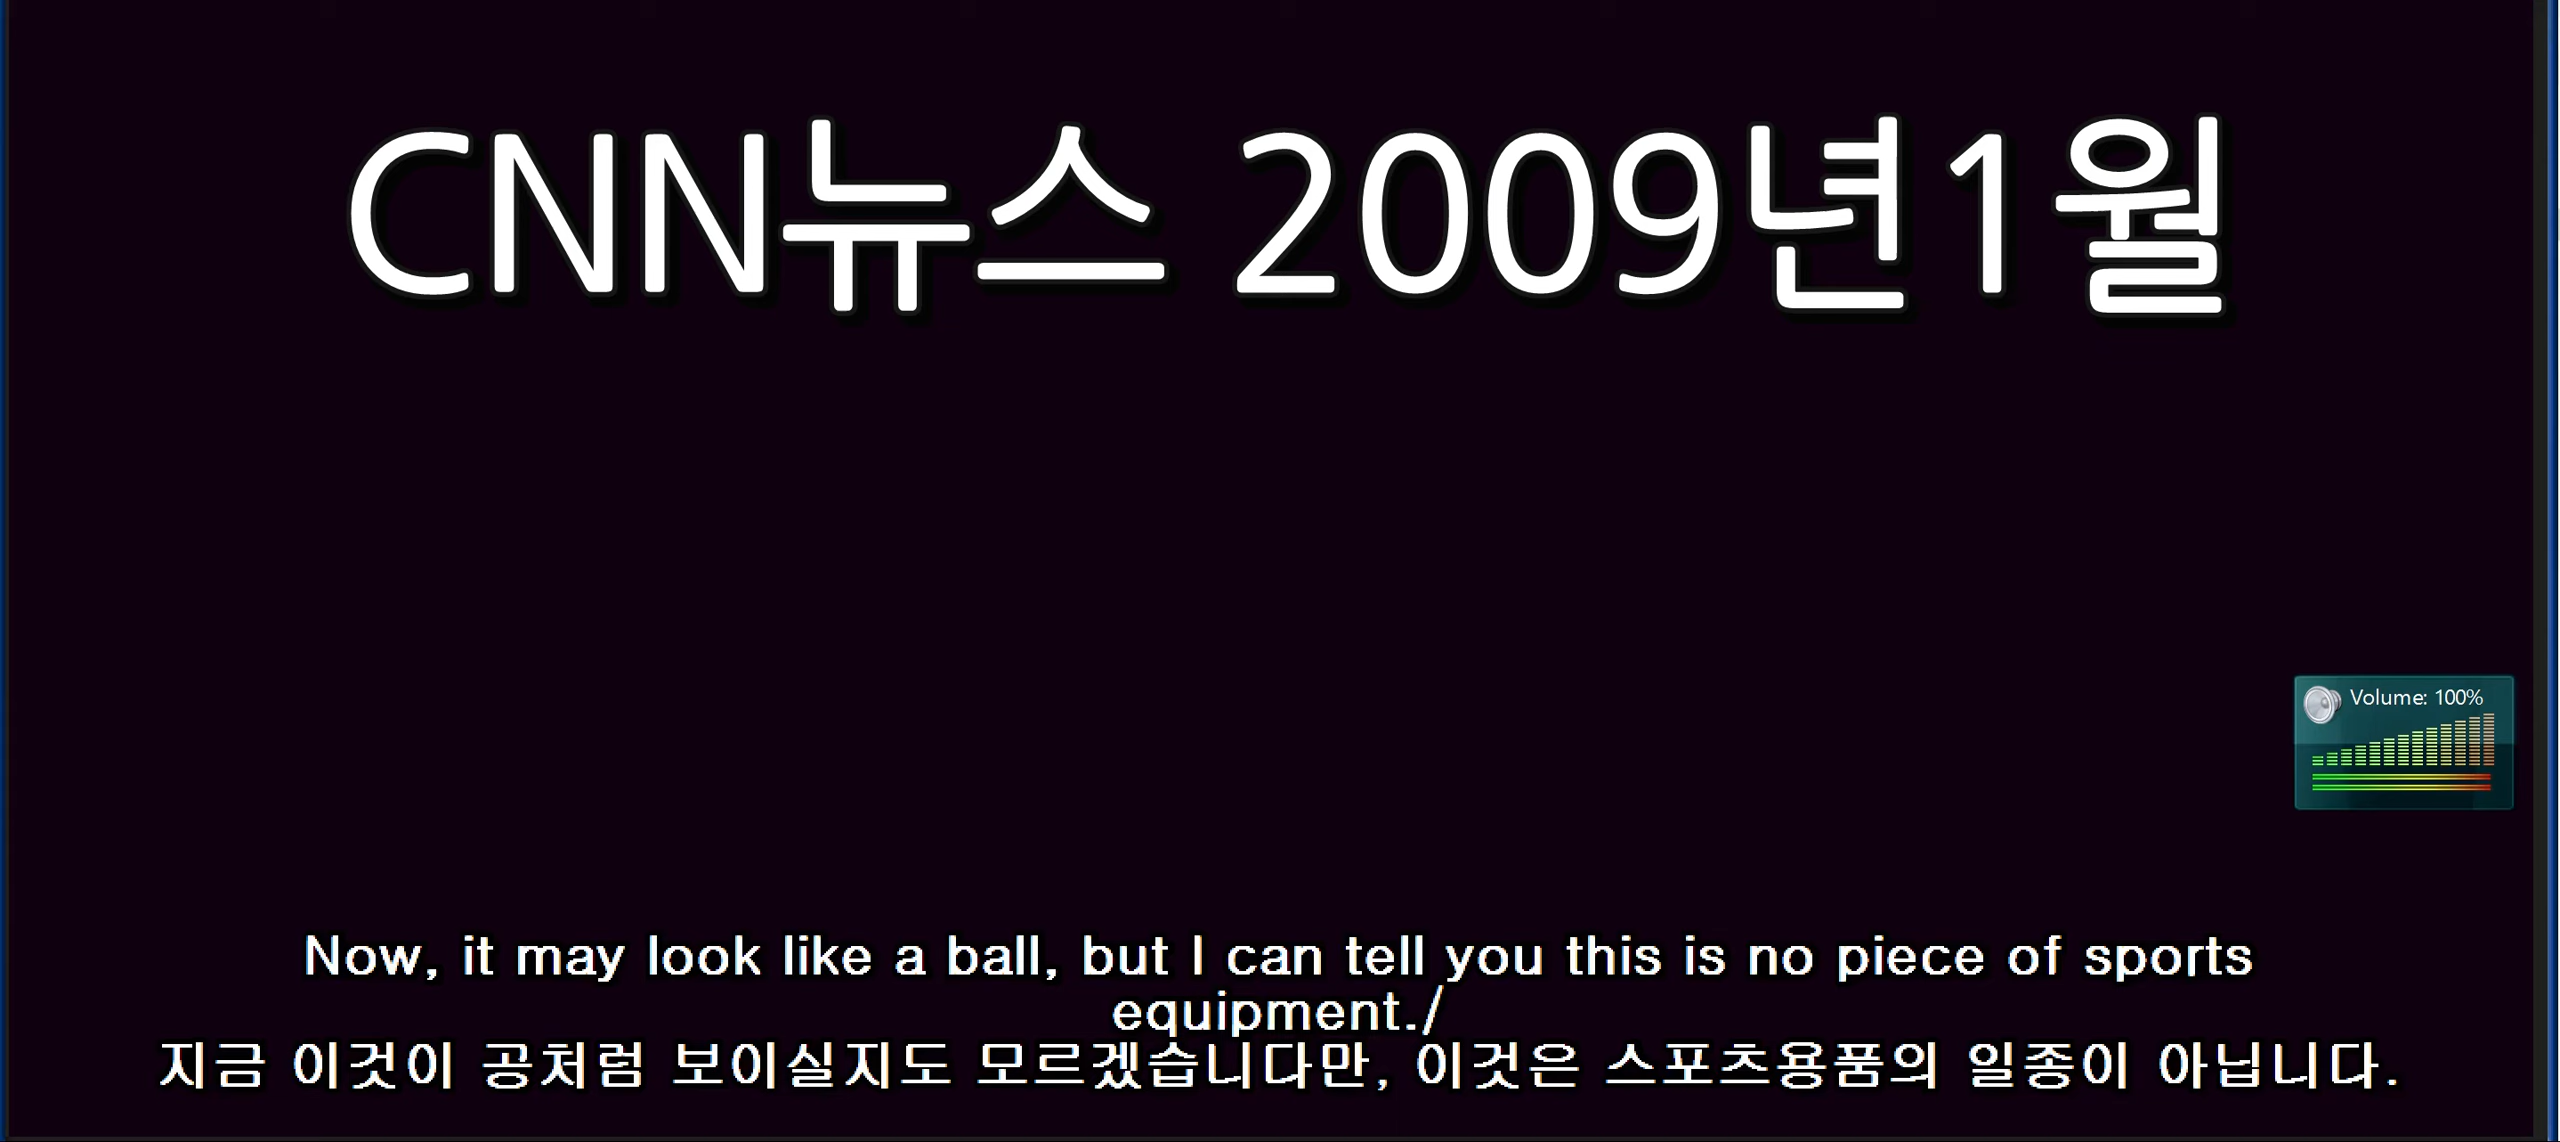 CNN뉴스 2009년1월
Volume: 100%
Now, it may look like a ball, but I can tell you this is no piece of sports
equipment./
지금 이것이 공처럼 보이실지도 모르겠습니다만, 이것은 스포츠용품의 일종이 아닙니다.